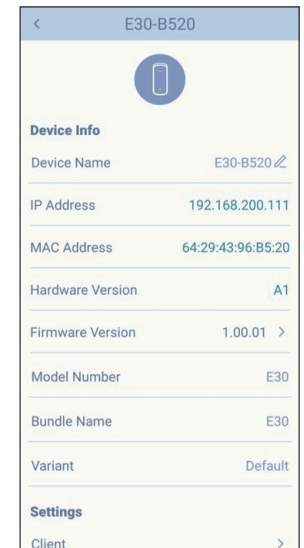 E30-B520
Device Info
Device Name E30-B520
IP Address 192.168.200.111
MAC Address 64:29:43:96:B5:20
Hardware Version A1
Firmware Version 1.00.01 >
Model Number E30
Bundle Name E30
Variant Default
Settings
Client >